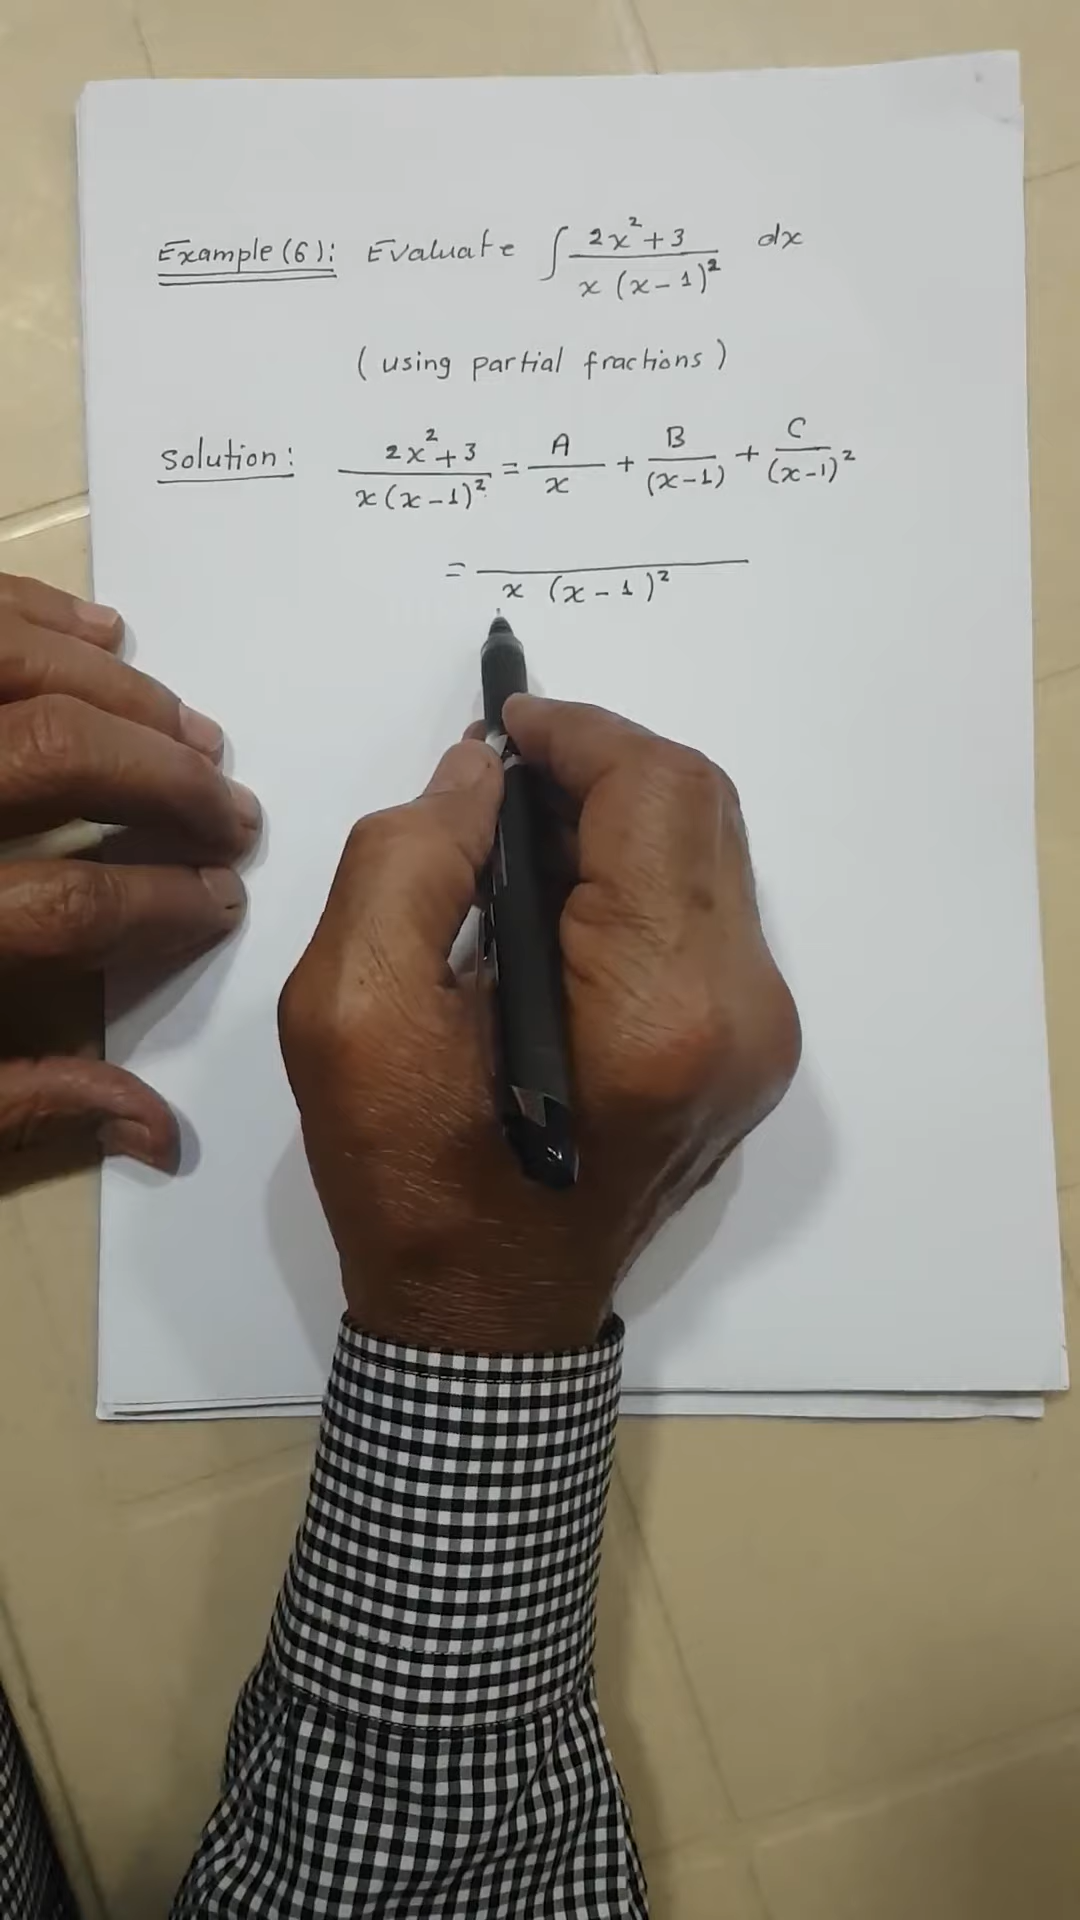 Example (6): Evaluate ∫ (2x² + 3) / (x (x - 1)²) dx
(using partial fractions)
Solution: (2x² + 3) / (x (x - 1)²) = A / x + B / (x - 1) + C / (x - 1)²
= / (x (x - 1)²)